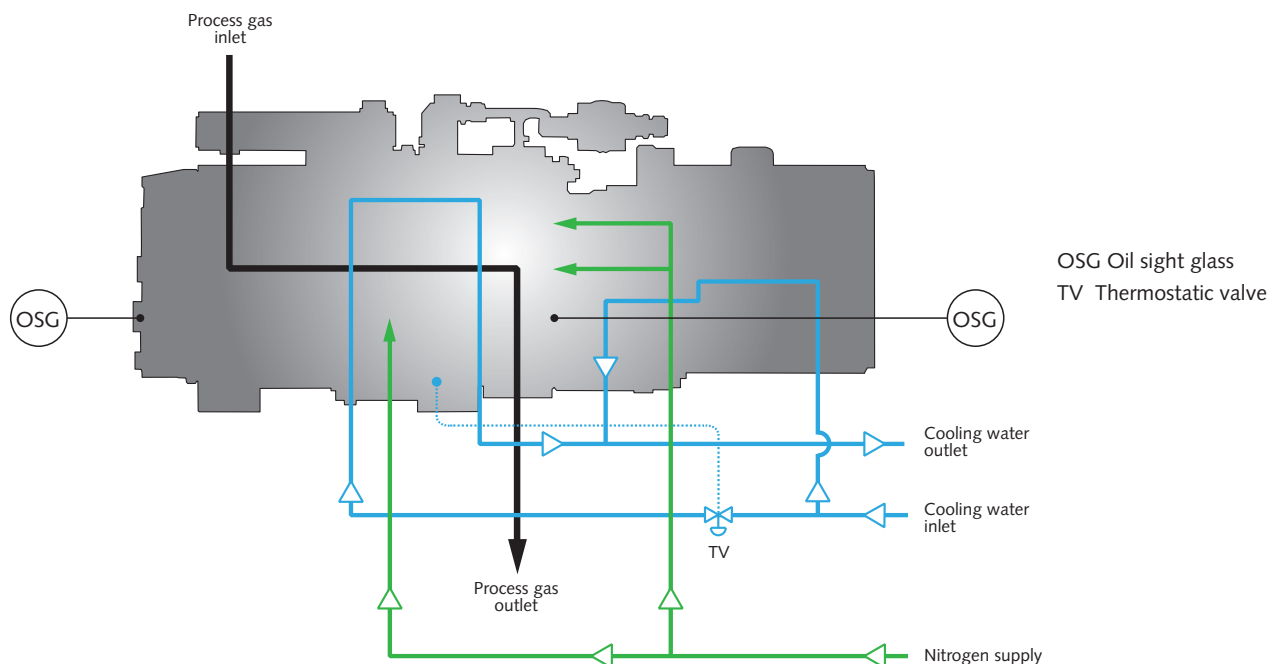 Process gas
inlet
OSG Oil sight glass
TV Thermostatic valve
OSG
OSG
Cooling water
outlet
Cooling water
inlet
TV
Process gas
outlet
Nitrogen supply